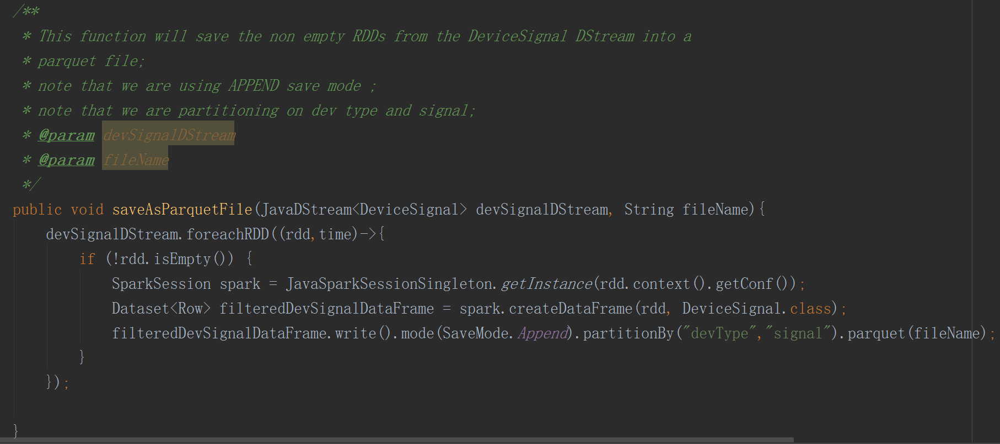 /**
* This function will save the non empty RDDs from the DeviceSignal DStream into a
* parquet file;
* note that we are using APPEND save mode ;
* note that we are partitioning on dev type and signal;
* @param devSignalDStream
* @param fileName
*/
public void saveAsParquetFile(JavaDStream<DeviceSignal> devSignalDStream, String fileName){
devSignalDStream.foreachRDD((rdd,time)->{
if (!rdd.isEmpty()) {
SparkSession spark = JavaSparkSessionSingleton.getInstance(rdd.context().getConf());
Dataset<Row> filteredDevSignalDataFrame = spark.createDataFrame(rdd, DeviceSignal.class);
filteredDevSignalDataFrame.write().mode(SaveMode.Append).partitionBy("devType","signal").parquet(fileName);
}
});
}